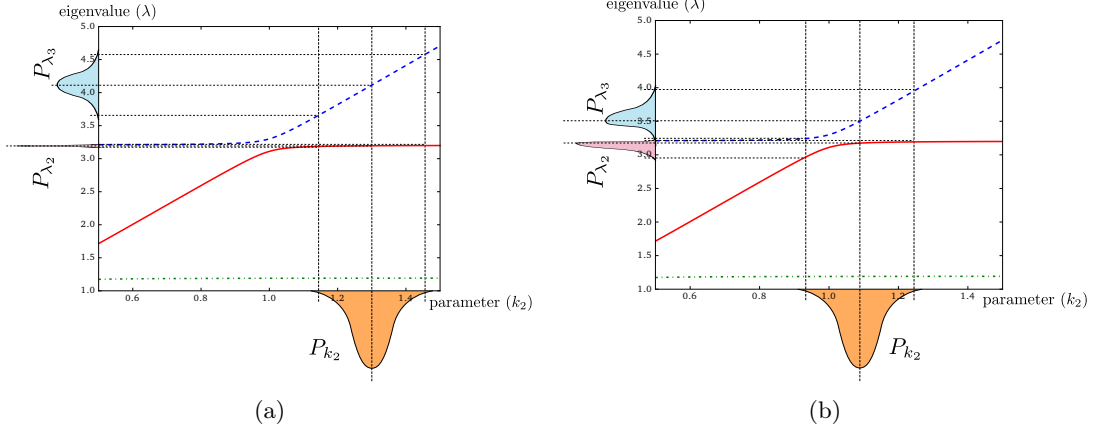 eigenvalue (λ)
5.0
4.5
4.0
3.5
3.0
2.5
2.0
1.5
1.0
0.6
0.8
1.0
1.2
1.4
parameter (k₂)
P_λ₃
P_λ₂
P_k₂
(a)
eigenvalue (λ)
5.0
4.5
4.0
3.5
3.0
2.5
2.0
1.5
1.0
0.6
0.8
1.0
1.2
1.4
parameter (k₂)
P_λ₃
P_λ₂
P_k₂
(b)